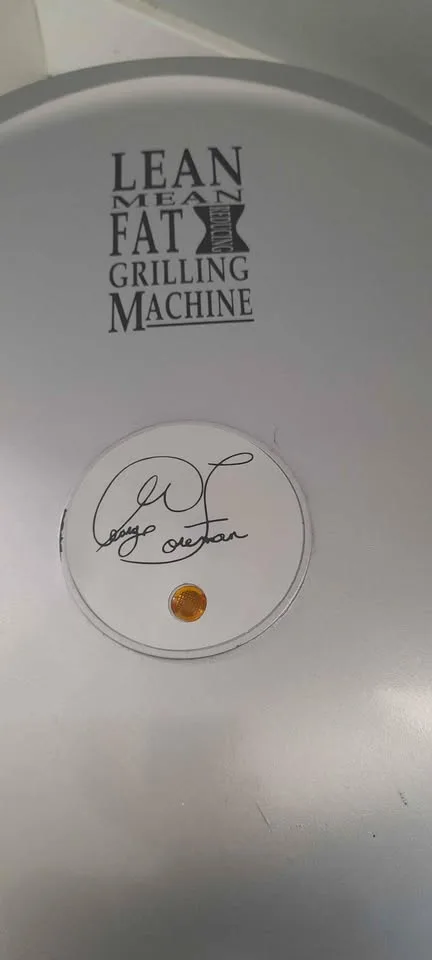 LEAN
MEAN
FAT REDUCING
GRILLING
MACHINE
George Foreman